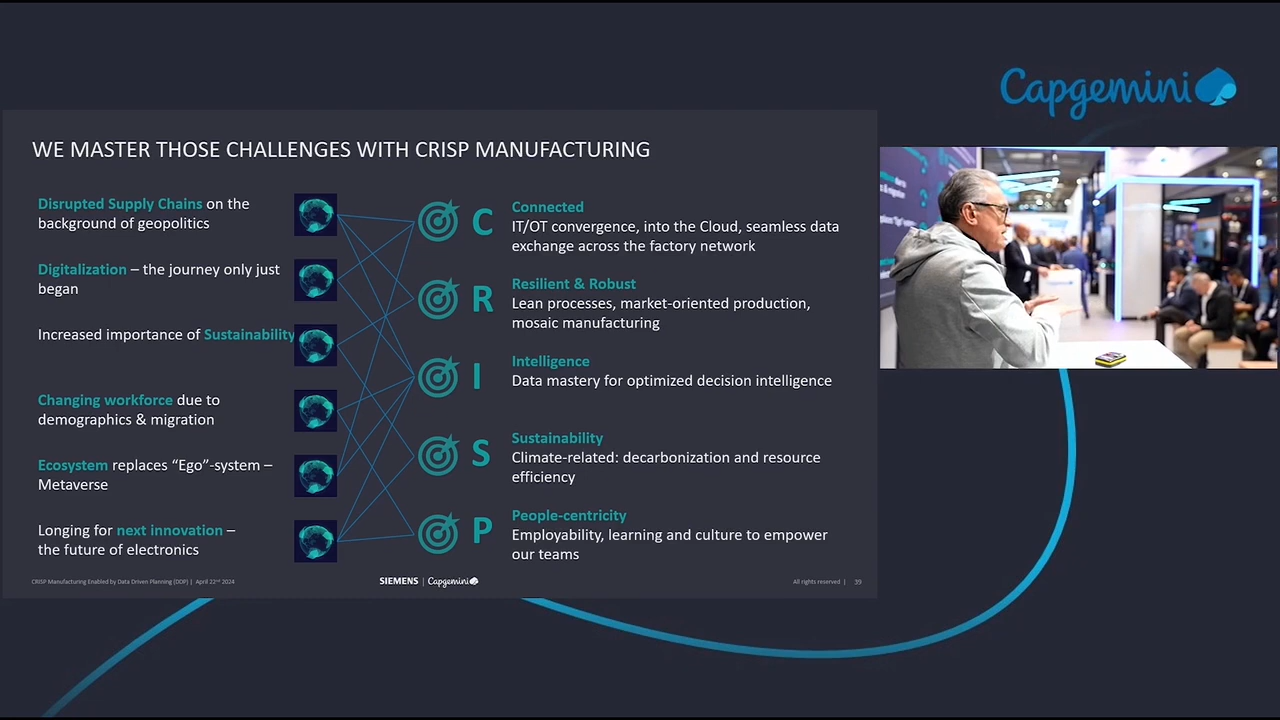 Capgemini
WE MASTER THOSE CHALLENGES WITH CRISP MANUFACTURING
Disrupted Supply Chains on the
background of geopolitics
Digitalization – the journey only just
began
Increased importance of Sustainability
Changing workforce due to
demographics & migration
Ecosystem replaces “Ego”-system –
Metaverse
Longing for next innovation –
the future of electronics
C
Connected
IT/OT convergence, into the Cloud, seamless data
exchange across the factory network
R
Resilient & Robust
Lean processes, market-oriented production,
mosaic manufacturing
I
Intelligence
Data mastery for optimized decision intelligence
S
Sustainability
Climate-related: decarbonization and resource
efficiency
P
People-centricity
Employability, learning and culture to empower
our teams
CRISP Manufacturing Enabled by Data Driven Planning (DDP) | April 22nd 2024
SIEMENS | Capgemini
All rights reserved | 39